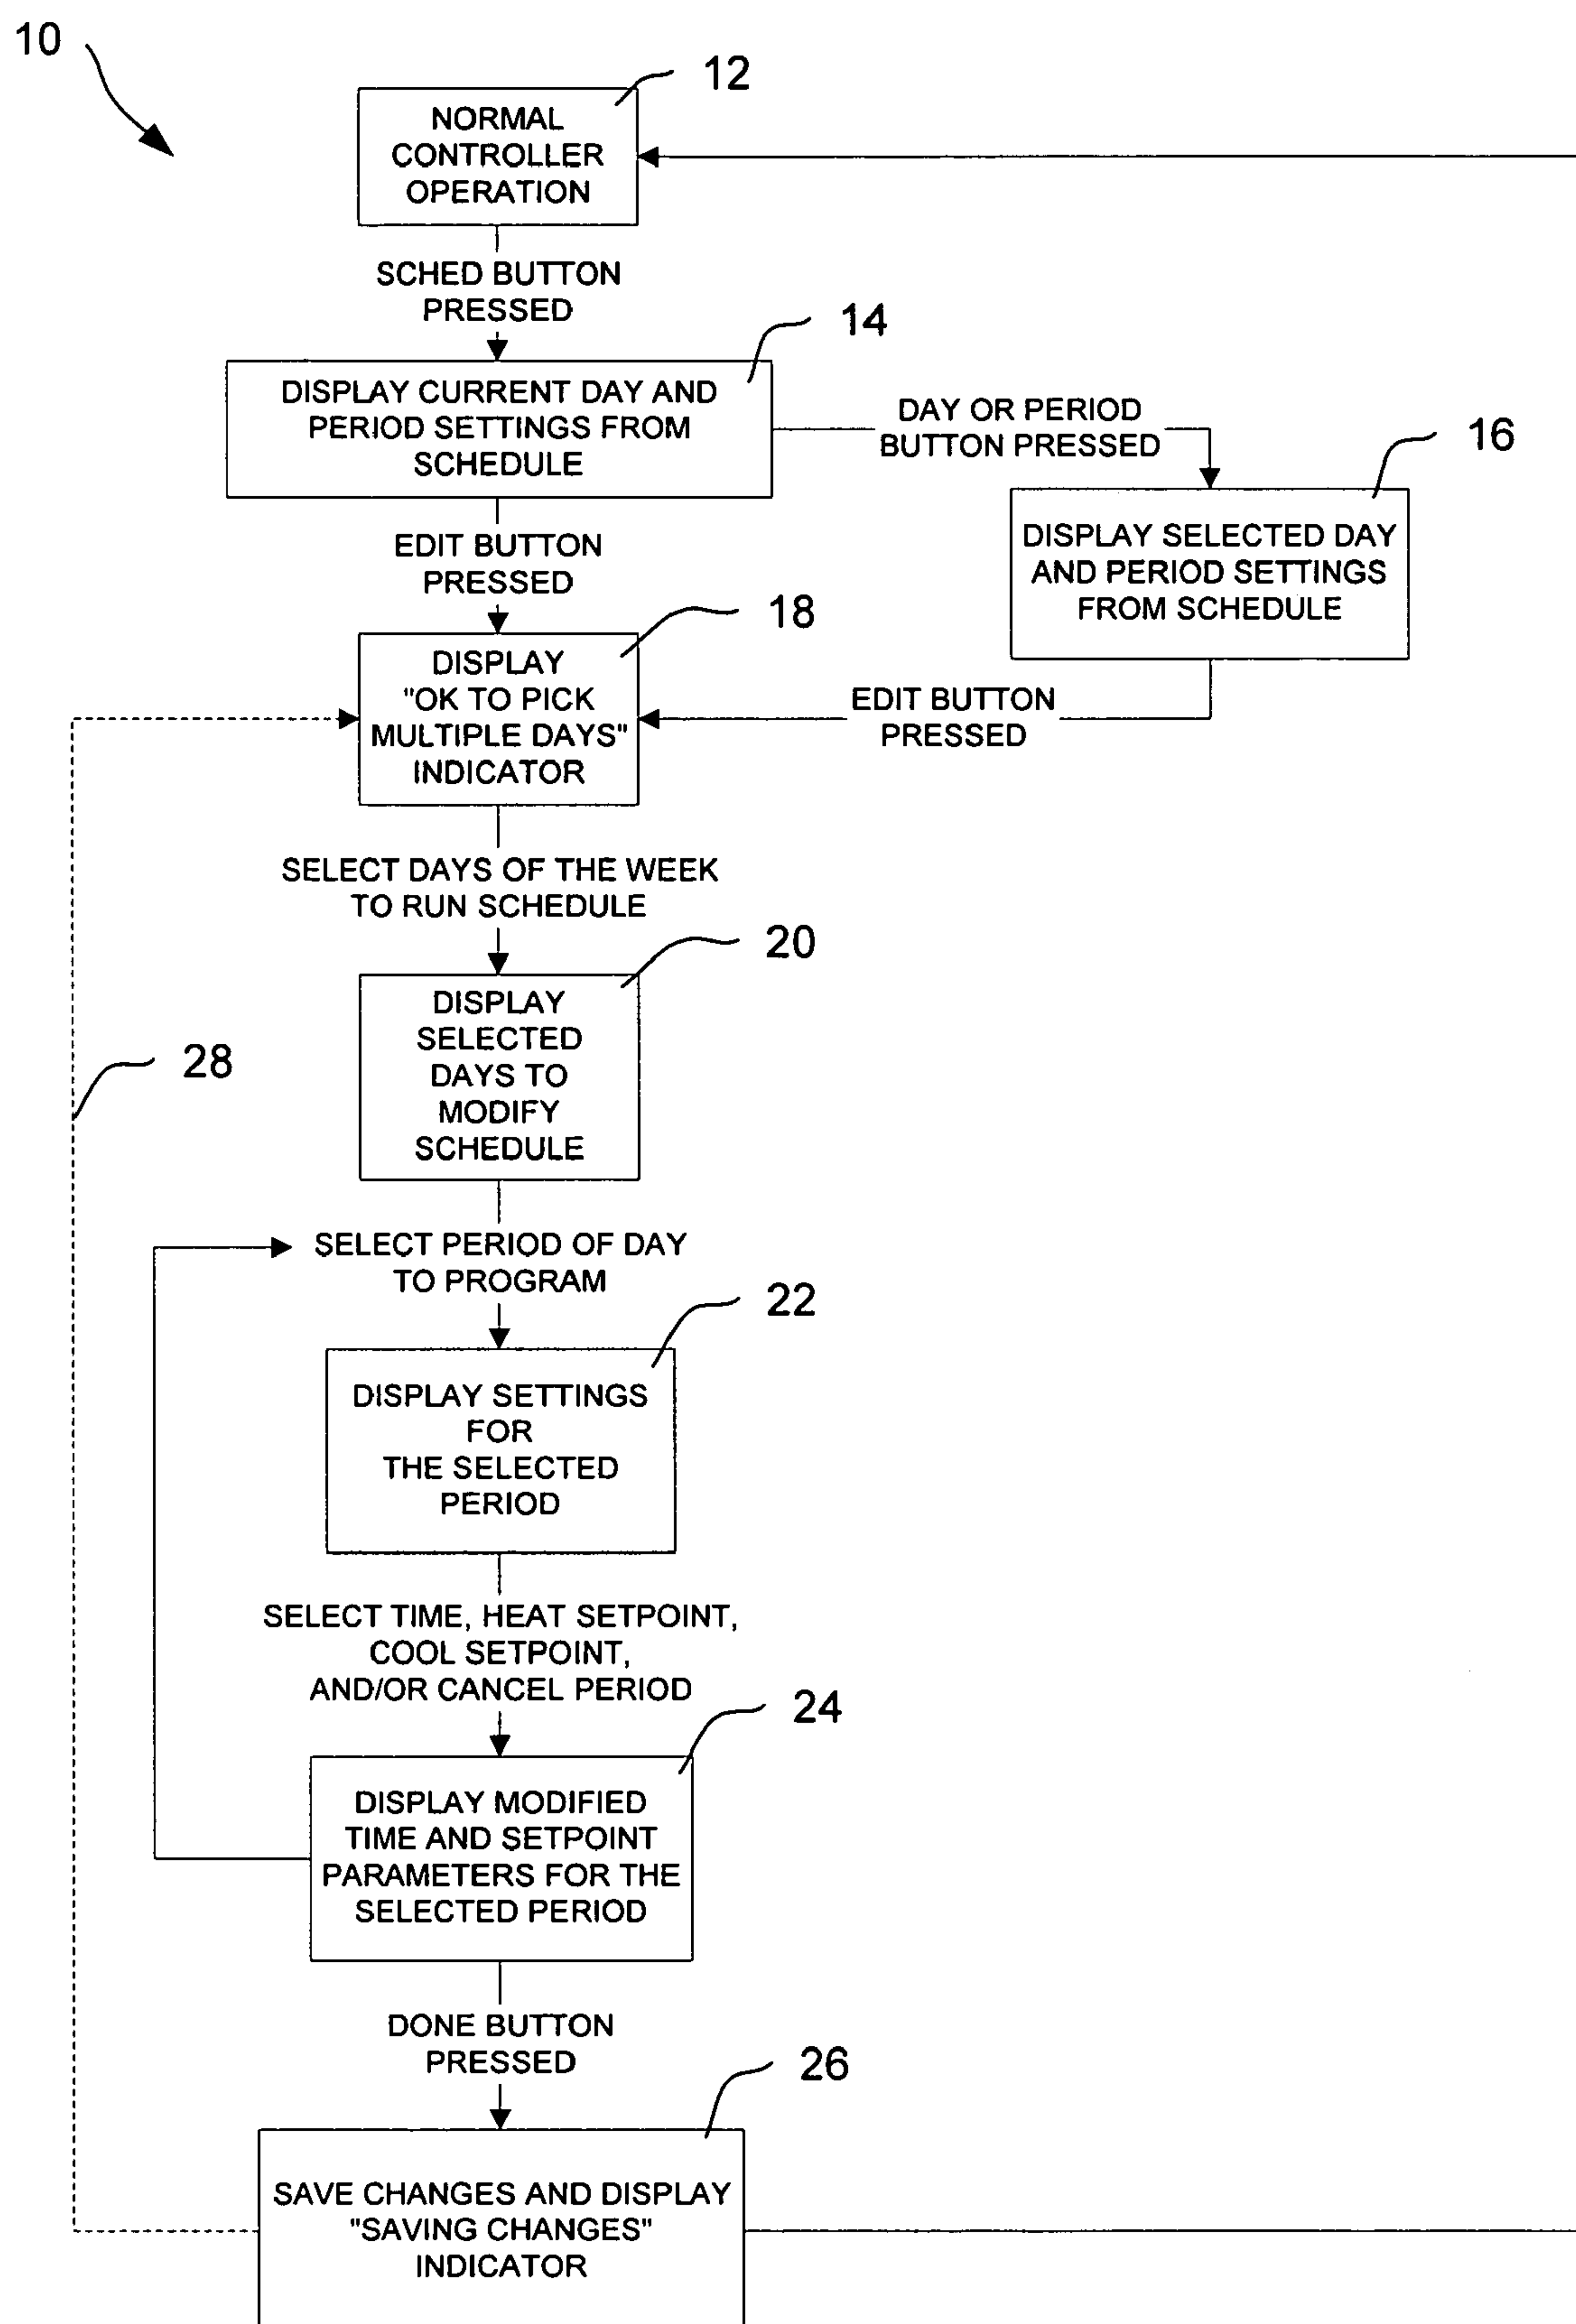 10
12
NORMAL
CONTROLLER
OPERATION
SCHED BUTTON
PRESSED
14
DISPLAY CURRENT DAY AND
PERIOD SETTINGS FROM
SCHEDULE
DAY OR PERIOD
BUTTON PRESSED
16
DISPLAY SELECTED DAY
AND PERIOD SETTINGS
FROM SCHEDULE
EDIT BUTTON
PRESSED
18
DISPLAY
"OK TO PICK
MULTIPLE DAYS"
INDICATOR
EDIT BUTTON
PRESSED
SELECT DAYS OF THE WEEK
TO RUN SCHEDULE
20
DISPLAY
SELECTED
DAYS TO
MODIFY
SCHEDULE
28
SELECT PERIOD OF DAY
TO PROGRAM
22
DISPLAY SETTINGS
FOR
THE SELECTED
PERIOD
SELECT TIME, HEAT SETPOINT,
COOL SETPOINT,
AND/OR CANCEL PERIOD
24
DISPLAY MODIFIED
TIME AND SETPOINT
PARAMETERS FOR THE
SELECTED PERIOD
DONE BUTTON
PRESSED
26
SAVE CHANGES AND DISPLAY
"SAVING CHANGES"
INDICATOR